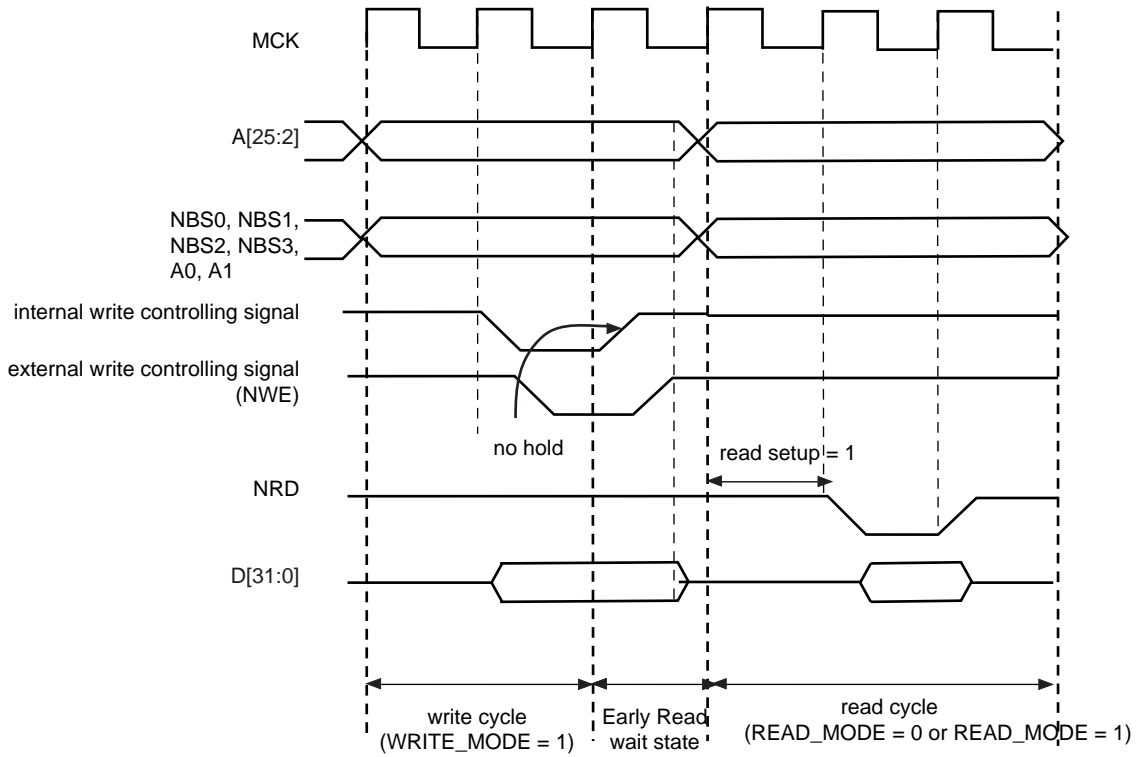 MCK
A[25:2]
NBS0, NBS1,
NBS2, NBS3,
A0, A1
internal write controlling signal
external write controlling signal
(NWE)
no hold
read setup = 1
NRD
D[31:0]
write cycle
(WRITE_MODE = 1)
Early Read
wait state
read cycle
(READ_MODE = 0 or READ_MODE = 1)